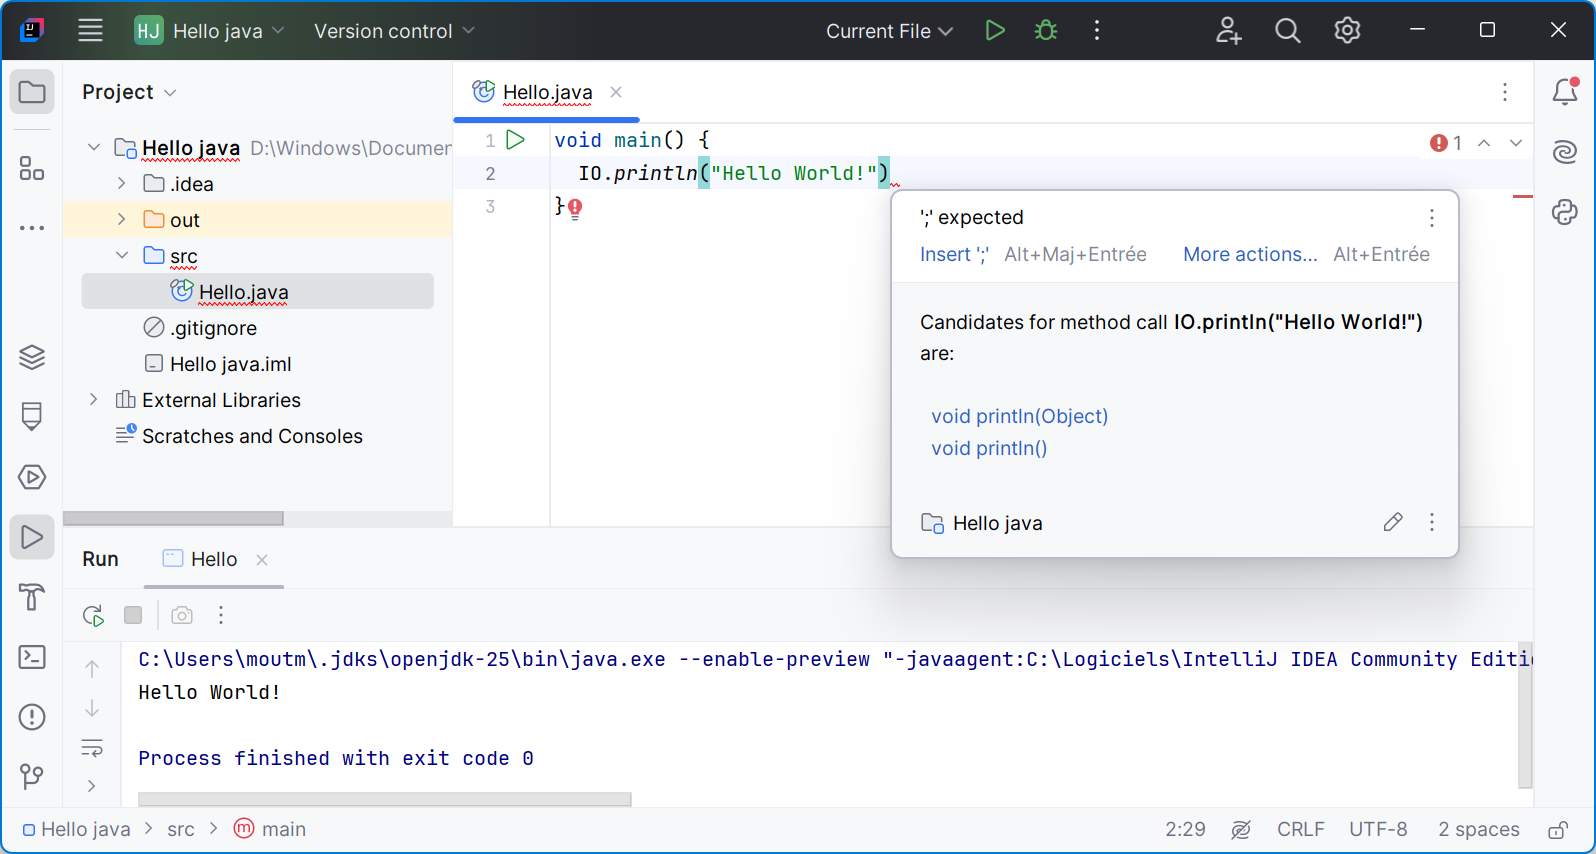 HJ Hello java Version control Current File
Project
Hello java D:\Windows\Documen
.idea
out
src
Hello.java
.gitignore
Hello java.iml
External Libraries
Scratches and Consoles
Hello.java
1 void main() {
2 IO.println("Hello World!")
3 }
1
';' expected
Insert ';' Alt+Maj+Entrée More actions... Alt+Entrée
Candidates for method call IO.println("Hello World!")
are:
void println(Object)
void println()
Hello java
Run Hello
C:\Users\moutm\.jdks\openjdk-25\bin\java.exe --enable-preview "-javaagent:C:\Logiciels\IntelliJ IDEA Community Editio
Hello World!
Process finished with exit code 0
Hello java src m main 2:29 CRLF UTF-8 2 spaces